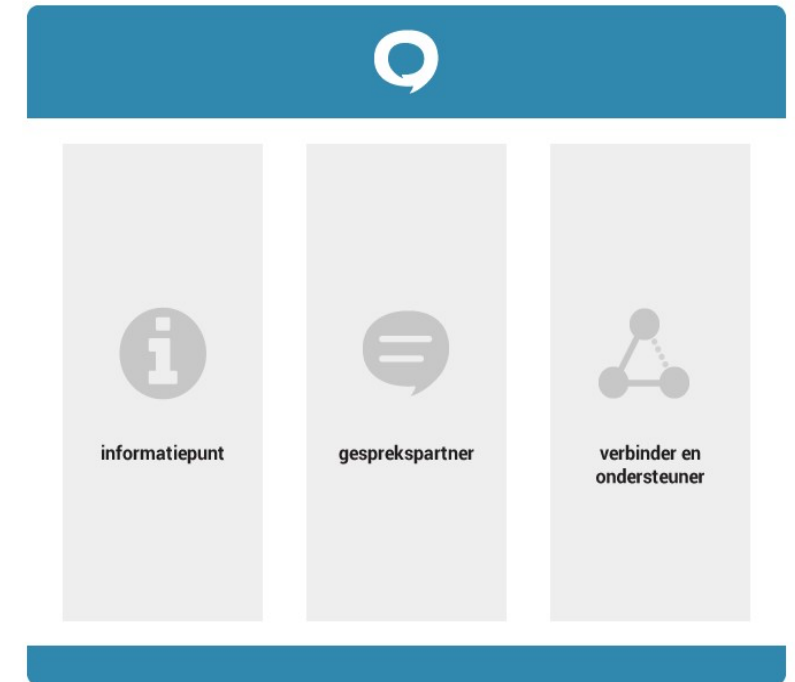 informatiepunt
gesprekspartner
verbinder en
ondersteuner